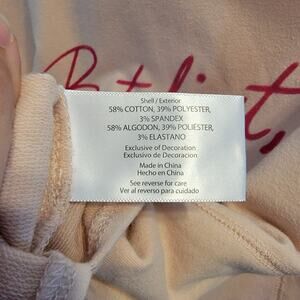 Shell / Exterior
58% COTTON, 39% POLYESTER,
3% SPANDEX
58% ALGODON, 39% POLIÉSTER,
3% ELASTANO
Exclusive of Decoration
Exclusivo de Decoracion
Made in China
Hecho en China
See reverse for care
Ver al reverso para cuidado